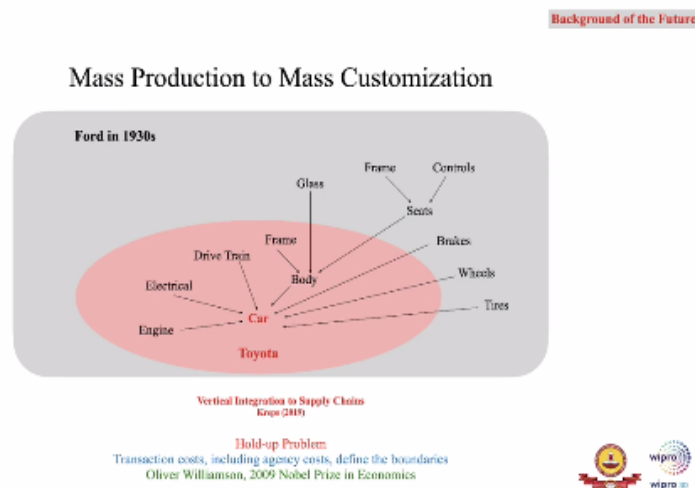 Background of the Future
Mass Production to Mass Customization
Ford in 1930s
Glass
Frame
Controls
Seats
Frame
Brakes
Drive Train
Body
Wheels
Electrical
Tires
Car
Engine
Toyota
Vertical Integration to Supply Chains
Kreps (2019)
Hold-up Problem
Transaction costs, including agency costs, define the boundaries
Oliver Williamson, 2009 Nobel Prize in Economics
wipro
wipro